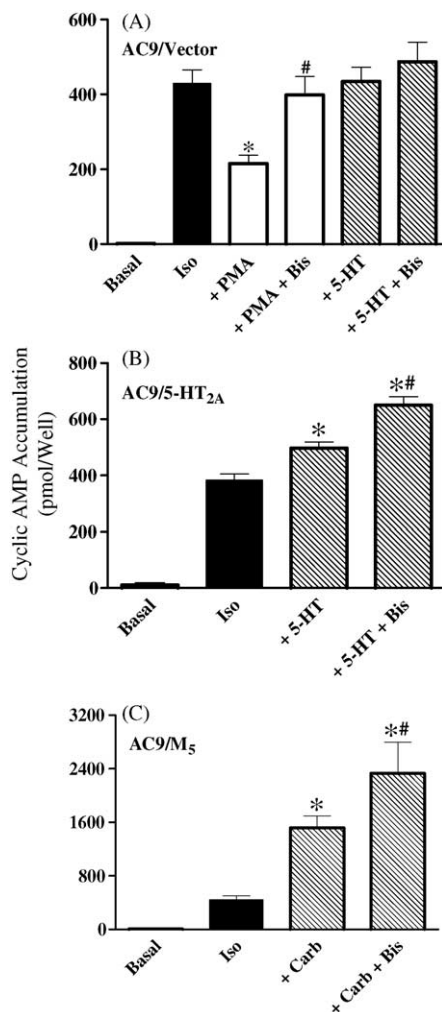 (A)
AC9/Vector
600
400
200
0
*
#
Basal
Iso
+ PMA
+ PMA + Bis
+ 5-HT
+ 5-HT + Bis
Cyclic AMP Accumulation
(pmol/Well)
(B)
AC9/5-HT2A
800
600
400
200
0
*
*#
Basal
Iso
+ 5-HT
+ 5-HT + Bis
(C)
AC9/M5
3200
2400
1600
800
0
*
*#
Basal
Iso
+ Carb
+ Carb + Bis